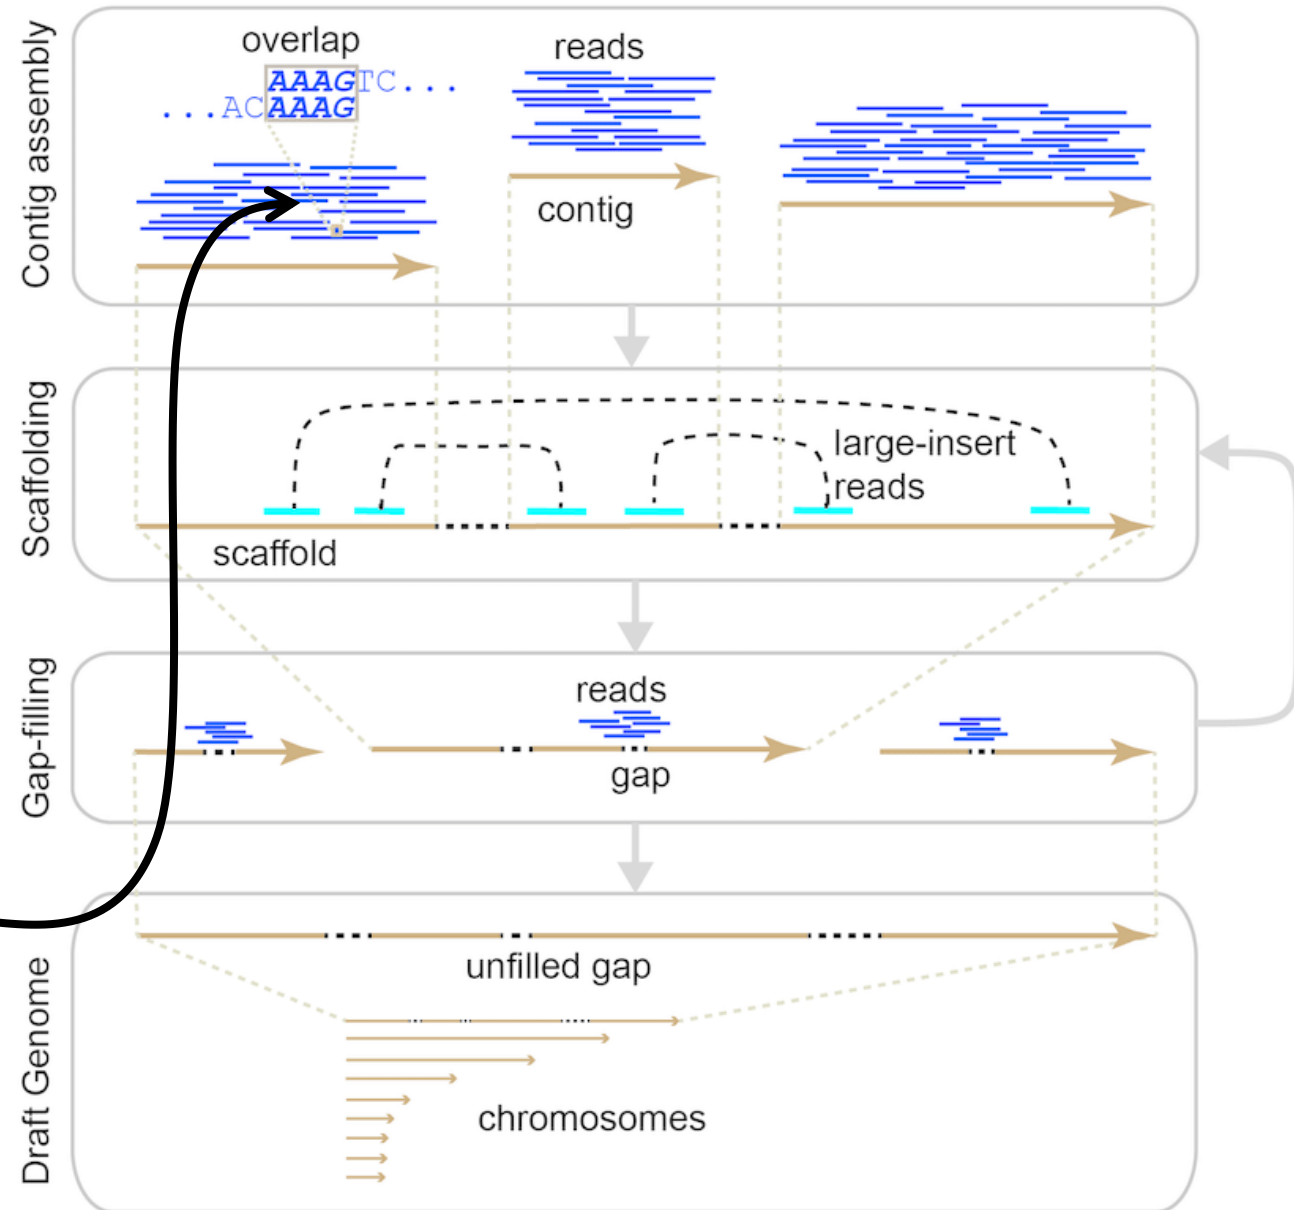 Contig assembly
overlap
AAAGTC...
...ACAAAG
reads
contig
Scaffolding
large-insert
reads
scaffold
Gap-filling
reads
gap
Draft Genome
unfilled gap
chromosomes